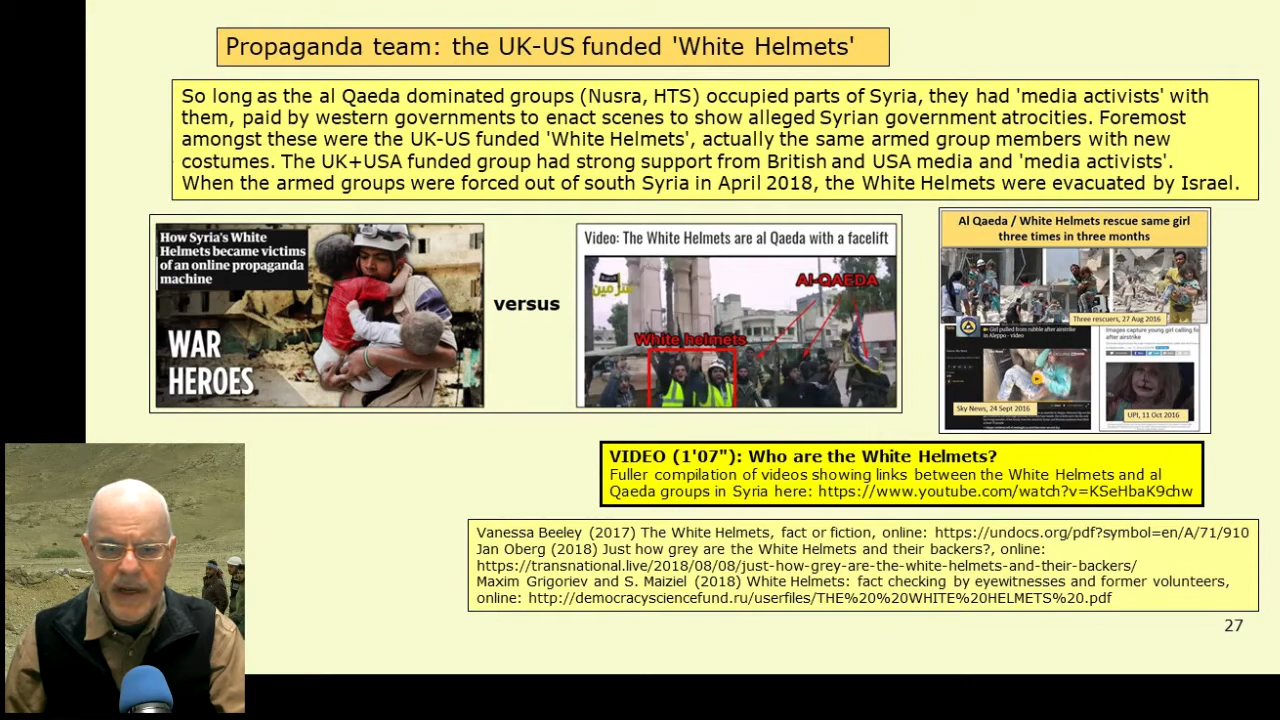 Propaganda team: the UK-US funded 'White Helmets'
So long as the al Qaeda dominated groups (Nusra, HTS) occupied parts of Syria, they had 'media activists' with
them, paid by western governments to enact scenes to show alleged Syrian government atrocities. Foremost
amongst these were the UK-US funded 'White Helmets', actually the same armed group members with new
costumes. The UK+USA funded group had strong support from British and USA media and 'media activists'.
When the armed groups were forced out of south Syria in April 2018, the White Helmets were evacuated by Israel.
How Syria's White
Helmets became victims
of an online propaganda
machine
WAR
HEROES
versus
Video: The White Helmets are al Qaeda with a facelift
Al-QAEDA
White helmets
Al Qaeda / White Helmets rescue same girl
three times in three months
Three rescuers, 27 Aug 2016
Girl pulled from rubble after airstrike
in Aleppo - video
Images capture young girl calling fo
after airstrike
Sky News, 24 Sept 2016
UPI, 11 Oct 2016
VIDEO (1'07"): Who are the White Helmets?
Fuller compilation of videos showing links between the White Helmets and al
Qaeda groups in Syria here: https://www.youtube.com/watch?v=KSeHbaK9chw
Vanessa Beeley (2017) The White Helmets, fact or fiction, online: https://undocs.org/pdf?symbol=en/A/71/910
Jan Oberg (2018) Just how grey are the White Helmets and their backers?, online:
https://transnational.live/2018/08/08/just-how-grey-are-the-white-helmets-and-their-backers/
Maxim Grigoriev and S. Maiziel (2018) White Helmets: fact checking by eyewitnesses and former volunteers,
online: http://democracysciencefund.ru/userfiles/THE%20%20WHITE%20HELMETS%20.pdf
27